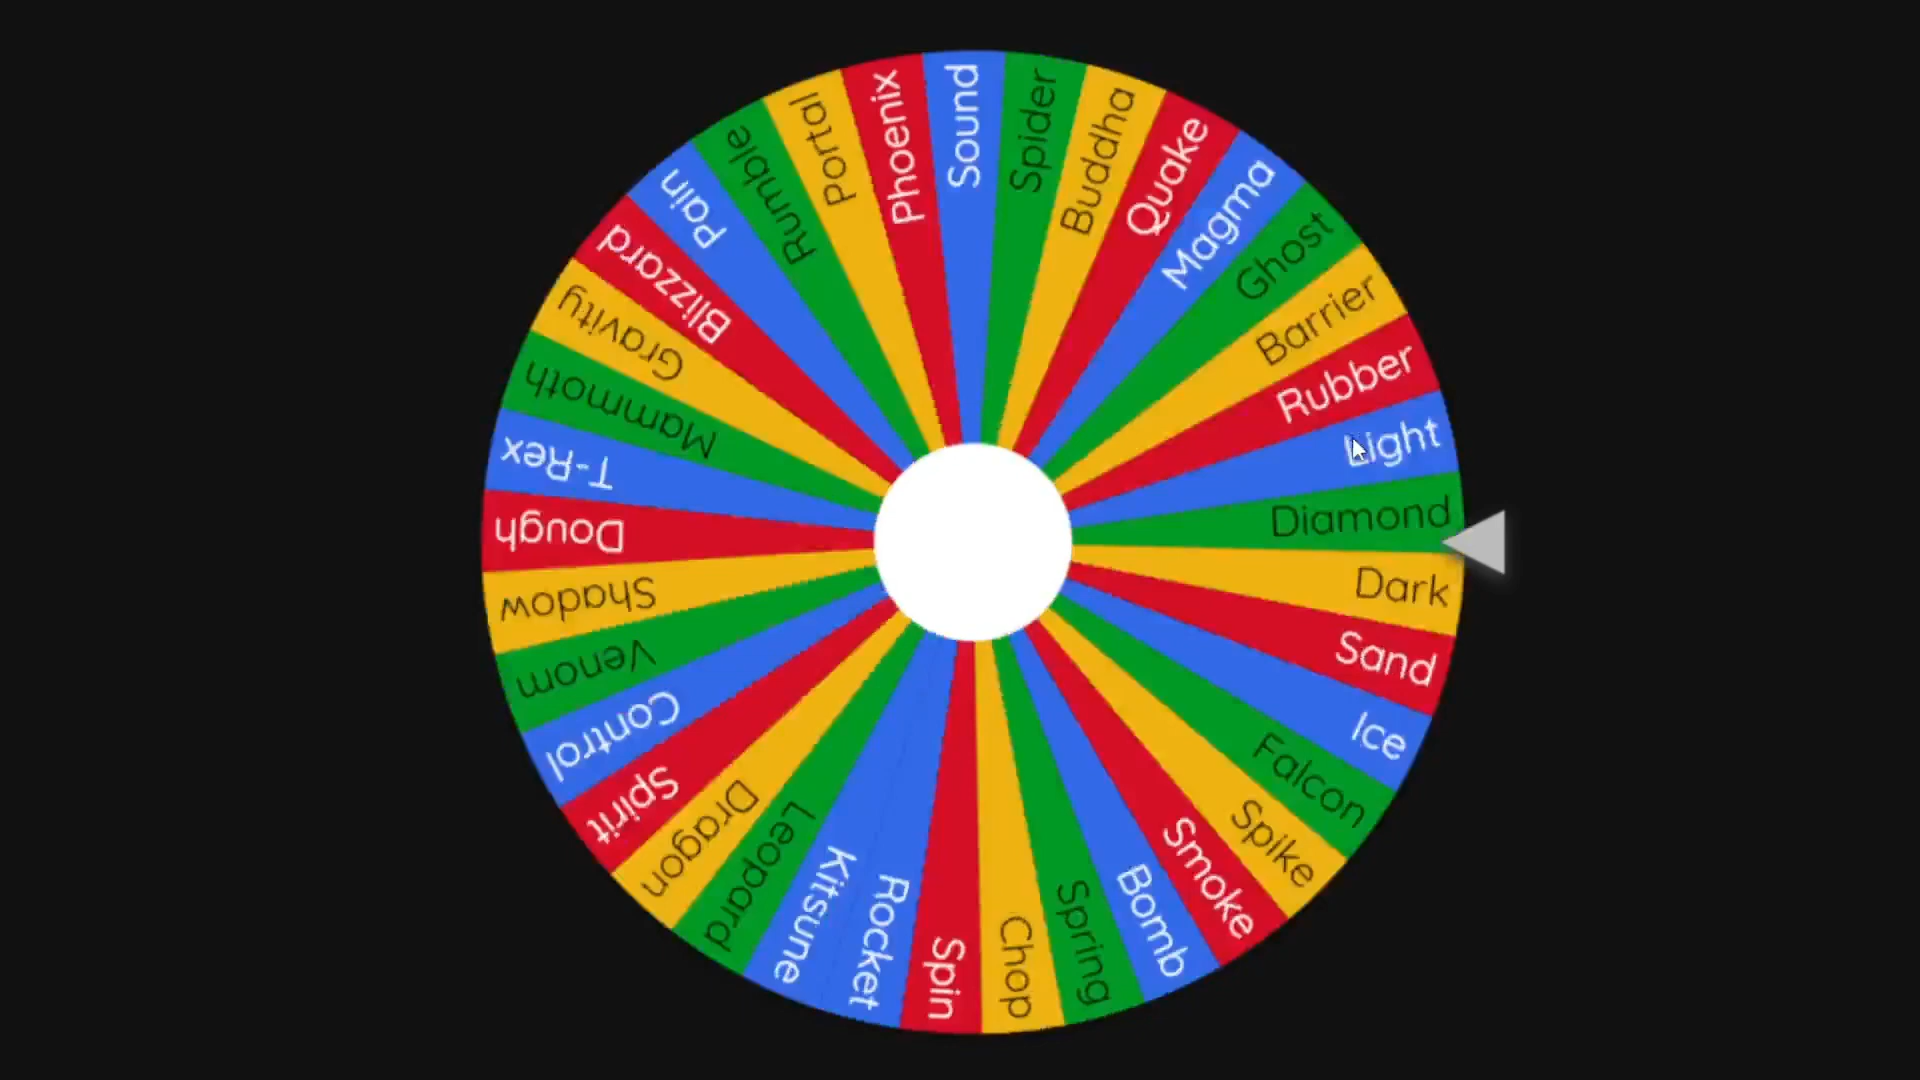 Sound
Spider
Buddha
Quake
Magma
Ghost
Barrier
Rubber
Light
Diamond
Dark
Sand
Ice
Falcon
Spike
Smoke
Bomb
Spring
Chop
Spin
Rocket
Kitsune
Leopard
Dragon
Spirit
Control
Venom
Shadow
Dough
T-Rex
Mammoth
Gravity
Blizzard
Pain
Rumble
Portal
Phoenix